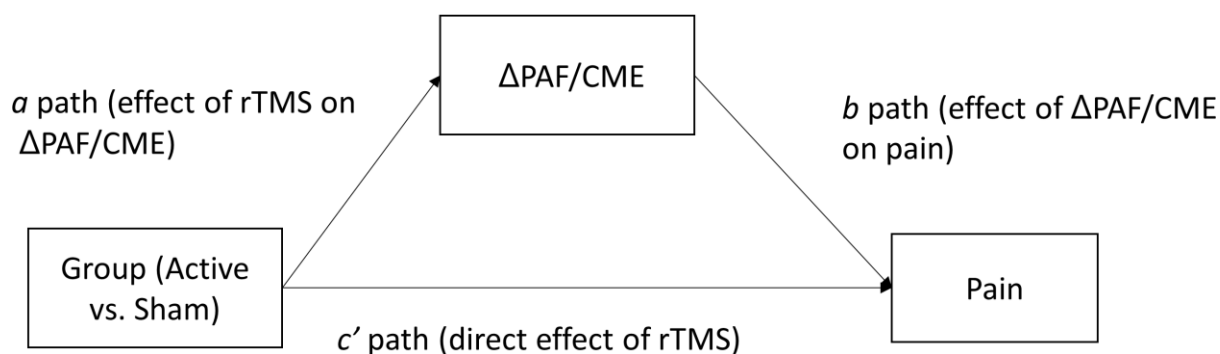 ΔPAF/CME
a path (effect of rTMS on
ΔPAF/CME)
b path (effect of ΔPAF/CME
on pain)
Group (Active
vs. Sham)
Pain
c’ path (direct effect of rTMS)